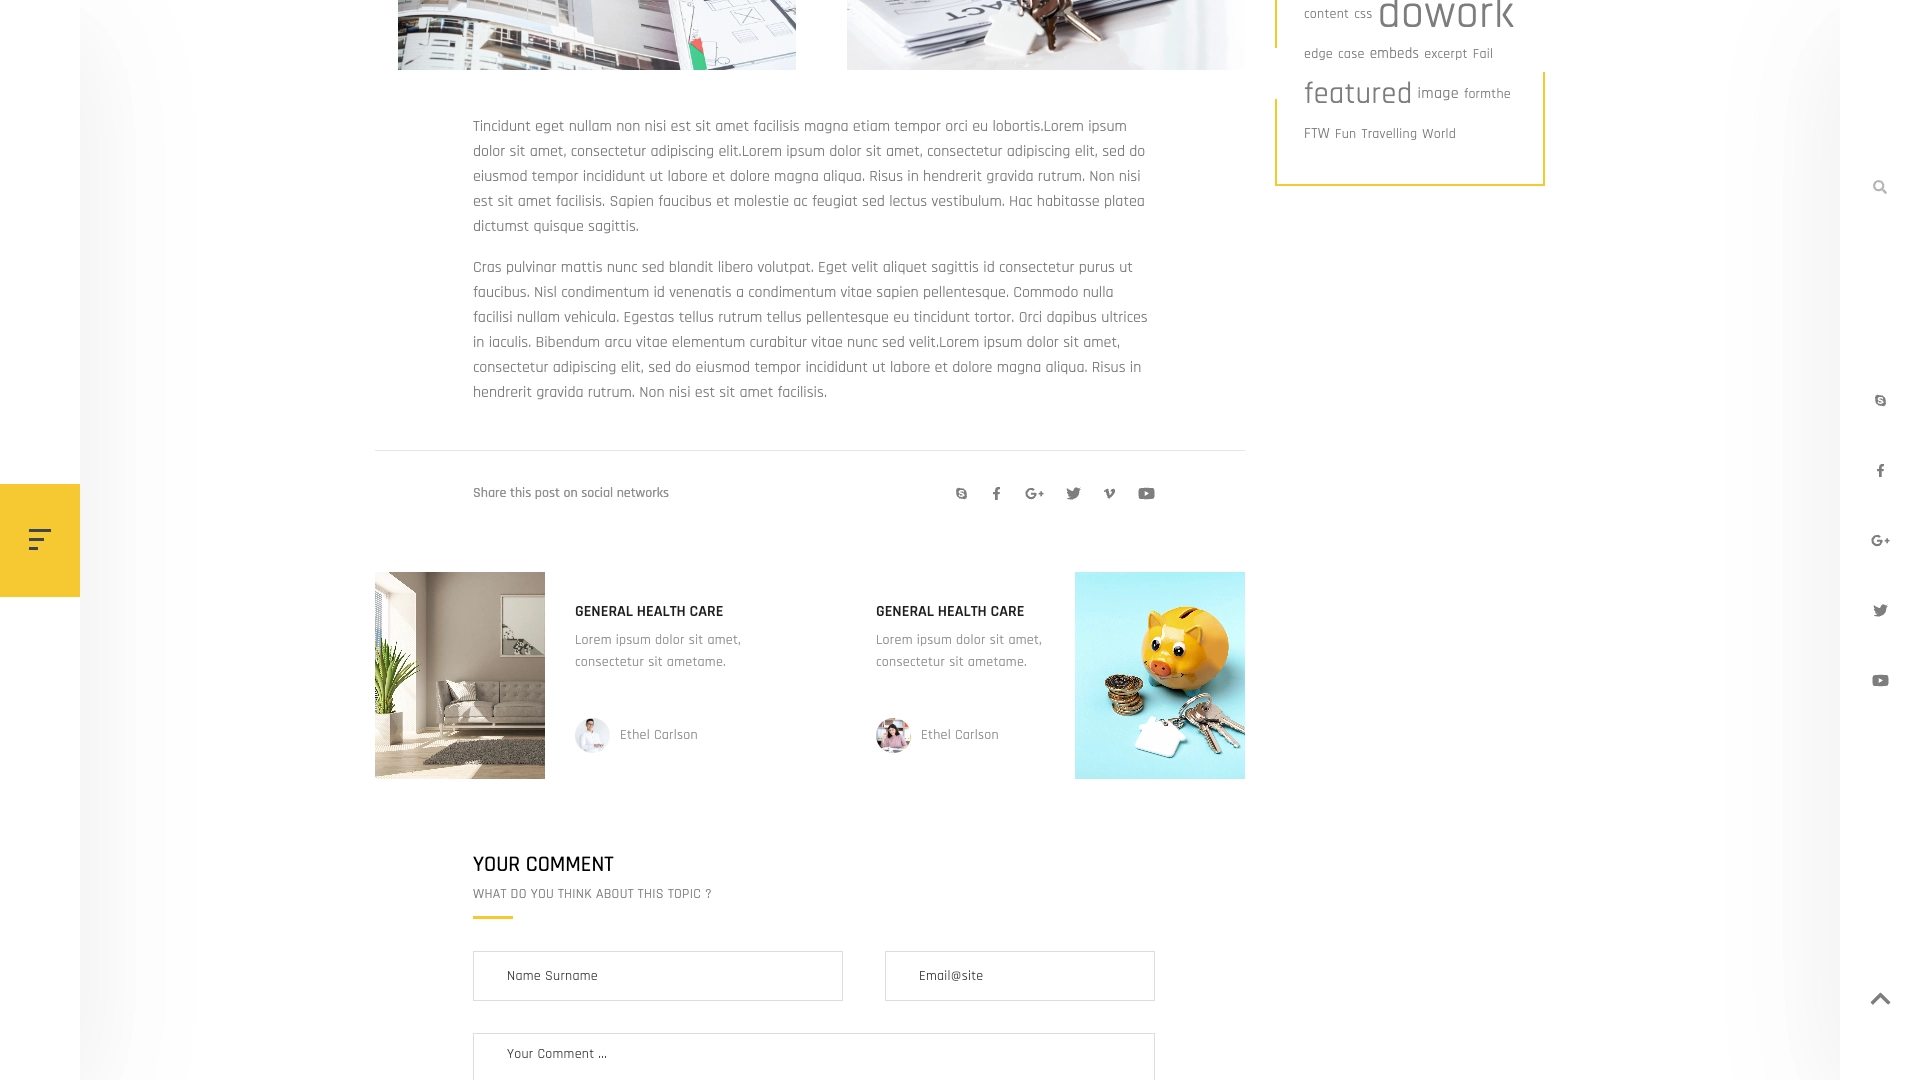 content css dowork
edge case embeds excerpt Fail
featured image formthe
FTW Fun Travelling World
Tincidunt eget nullam non nisi est sit amet facilisis magna etiam tempor orci eu lobortis.Lorem ipsum
dolor sit amet, consectetur adipiscing elit.Lorem ipsum dolor sit amet, consectetur adipiscing elit, sed do
eiusmod tempor incididunt ut labore et dolore magna aliqua. Risus in hendrerit gravida rutrum. Non nisi
est sit amet facilisis. Sapien faucibus et molestie ac feugiat sed lectus vestibulum. Hac habitasse platea
dictumst quisque sagittis.
Cras pulvinar mattis nunc sed blandit libero volutpat. Eget velit aliquet sagittis id consectetur purus ut
faucibus. Nisl condimentum id venenatis a condimentum vitae sapien pellentesque. Commodo nulla
facilisi nullam vehicula. Egestas tellus rutrum tellus pellentesque eu tincidunt tortor. Orci dapibus ultrices
in iaculis. Bibendum arcu vitae elementum curabitur vitae nunc sed velit.Lorem ipsum dolor sit amet,
consectetur adipiscing elit, sed do eiusmod tempor incididunt ut labore et dolore magna aliqua. Risus in
hendrerit gravida rutrum. Non nisi est sit amet facilisis.
Share this post on social networks
GENERAL HEALTH CARE
Lorem ipsum dolor sit amet,
consectetur sit ametame.
Ethel Carlson
GENERAL HEALTH CARE
Lorem ipsum dolor sit amet,
consectetur sit ametame.
Ethel Carlson
YOUR COMMENT
WHAT DO YOU THINK ABOUT THIS TOPIC ?
Name Surname
Email@site
Your Comment ...